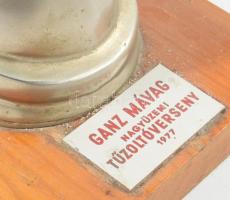 GANZ MÁVAG
NAGYÜZEMI
TŰZOLTÓVERSENY
1977